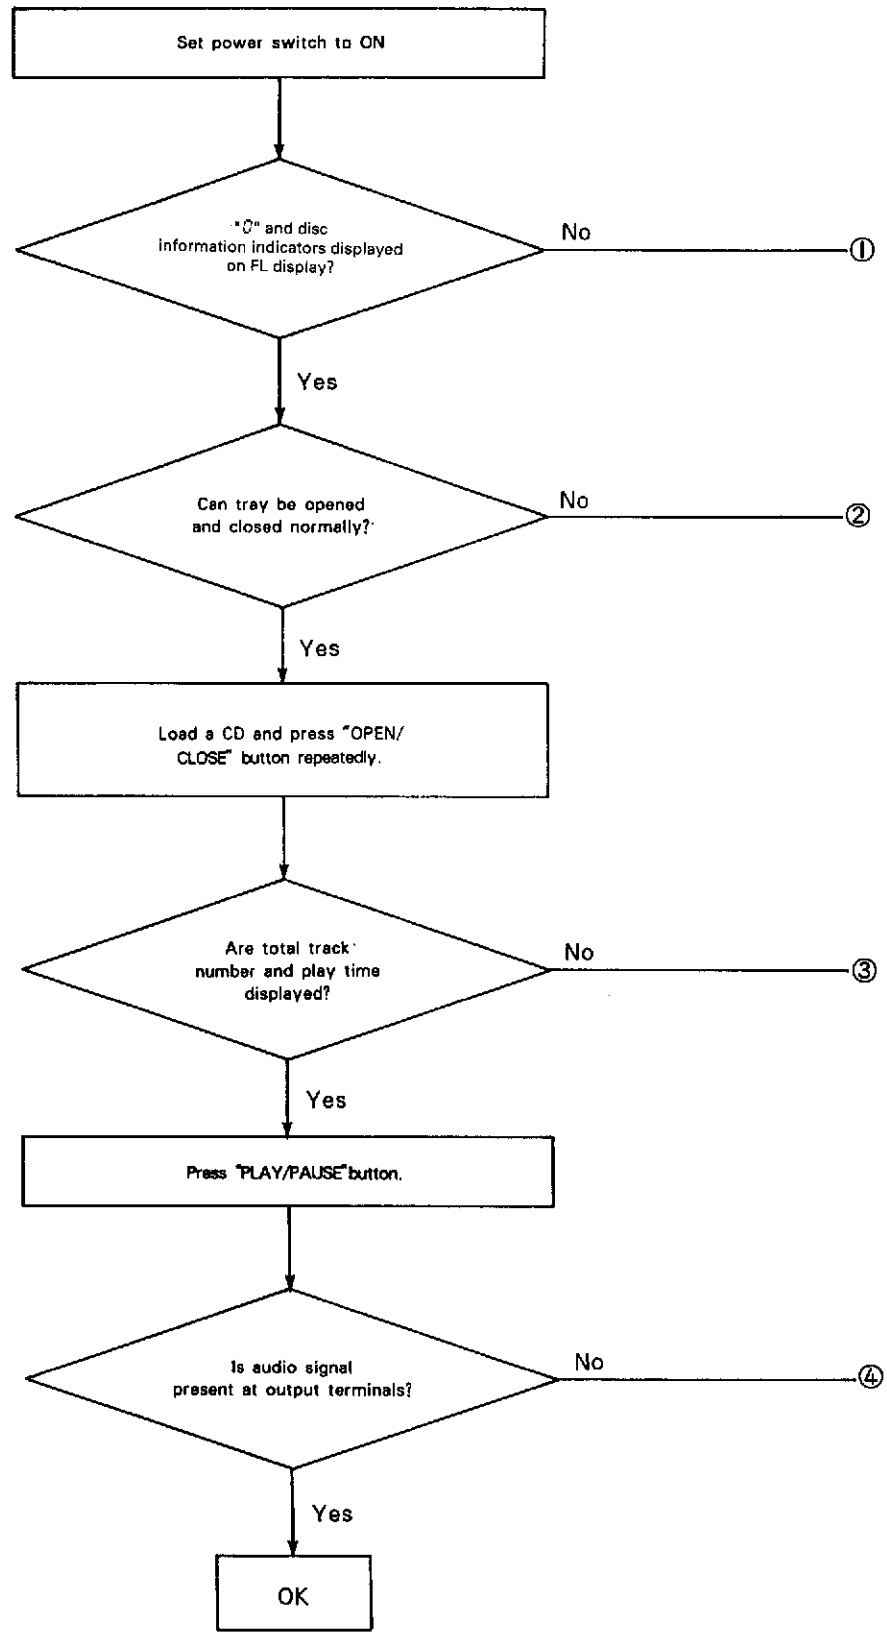 Set power switch to ON
"0" and disc
information indicators displayed
on FL display?
No
①
Yes
Can tray be opened
and closed normally?
No
②
Yes
Load a CD and press "OPEN/
CLOSE" button repeatedly.
Are total track
number and play time
displayed?
No
③
Yes
Press "PLAY/PAUSE" button.
Is audio signal
present at output terminals?
No
④
Yes
OK